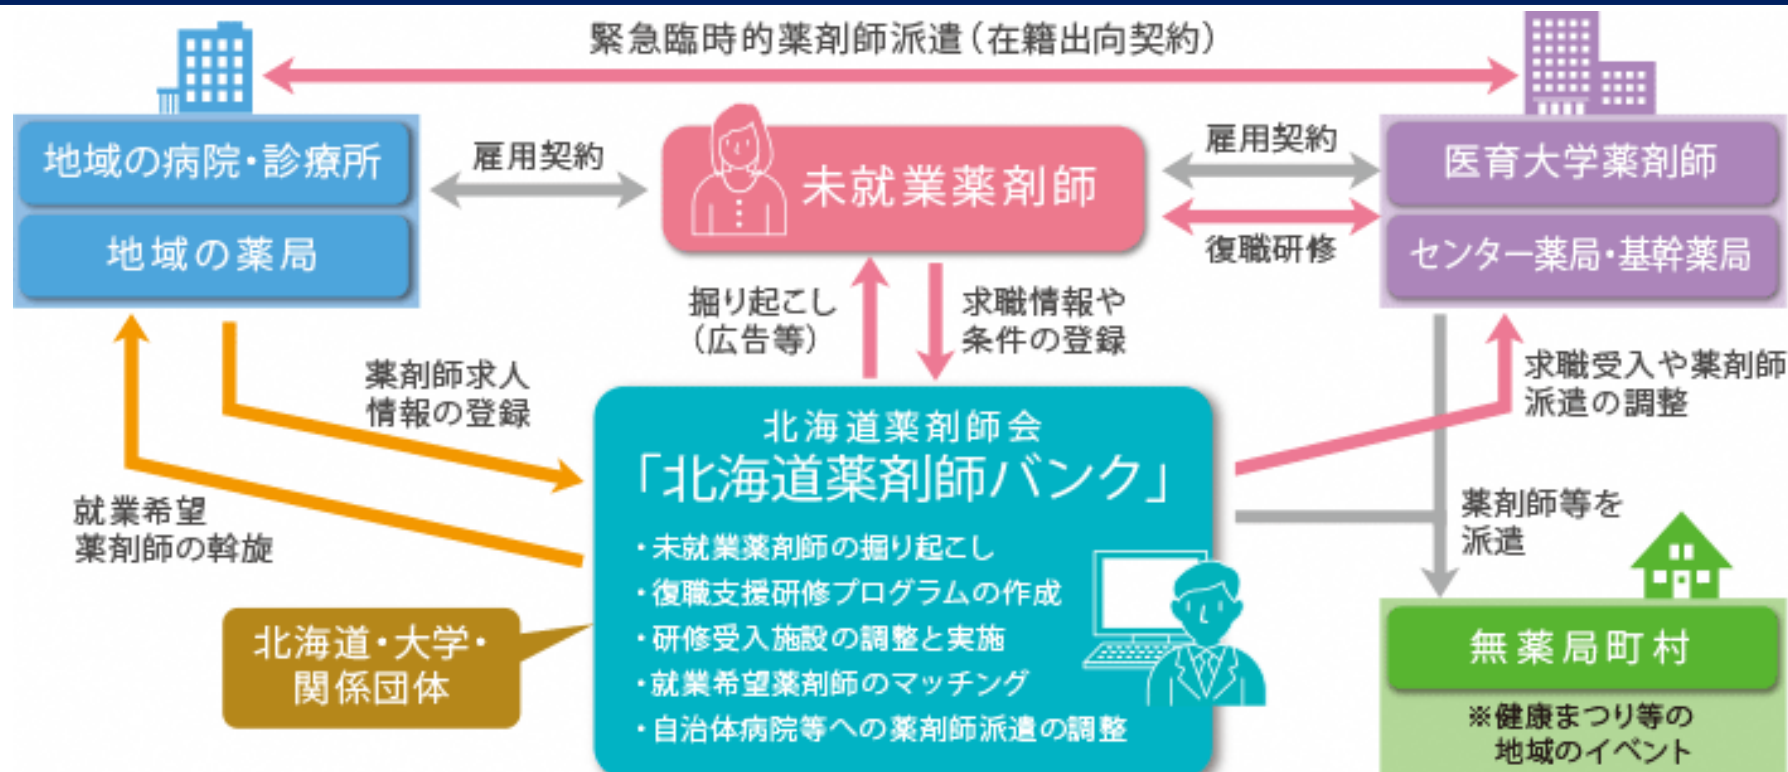 緊急臨時的薬剤師派遣（在籍出向契約）
地域の病院・診療所
地域の薬局
雇用契約
未就業薬剤師
雇用契約
復職研修
医育大学薬剤師
センター薬局・基幹薬局
掘り起こし
（広告等）
求職情報や
条件の登録
薬剤師求人
情報の登録
求職受入や薬剤師
派遣の調整
就業希望
薬剤師の斡旋
北海道薬剤師会
「北海道薬剤師バンク」
・未就業薬剤師の掘り起こし
・復職支援研修プログラムの作成
・研修受入施設の調整と実施
・就業希望薬剤師のマッチング
・自治体病院等への薬剤師派遣の調整
薬剤師等を
派遣
北海道・大学・
関係団体
無薬局町村
※健康まつり等の
地域のイベント